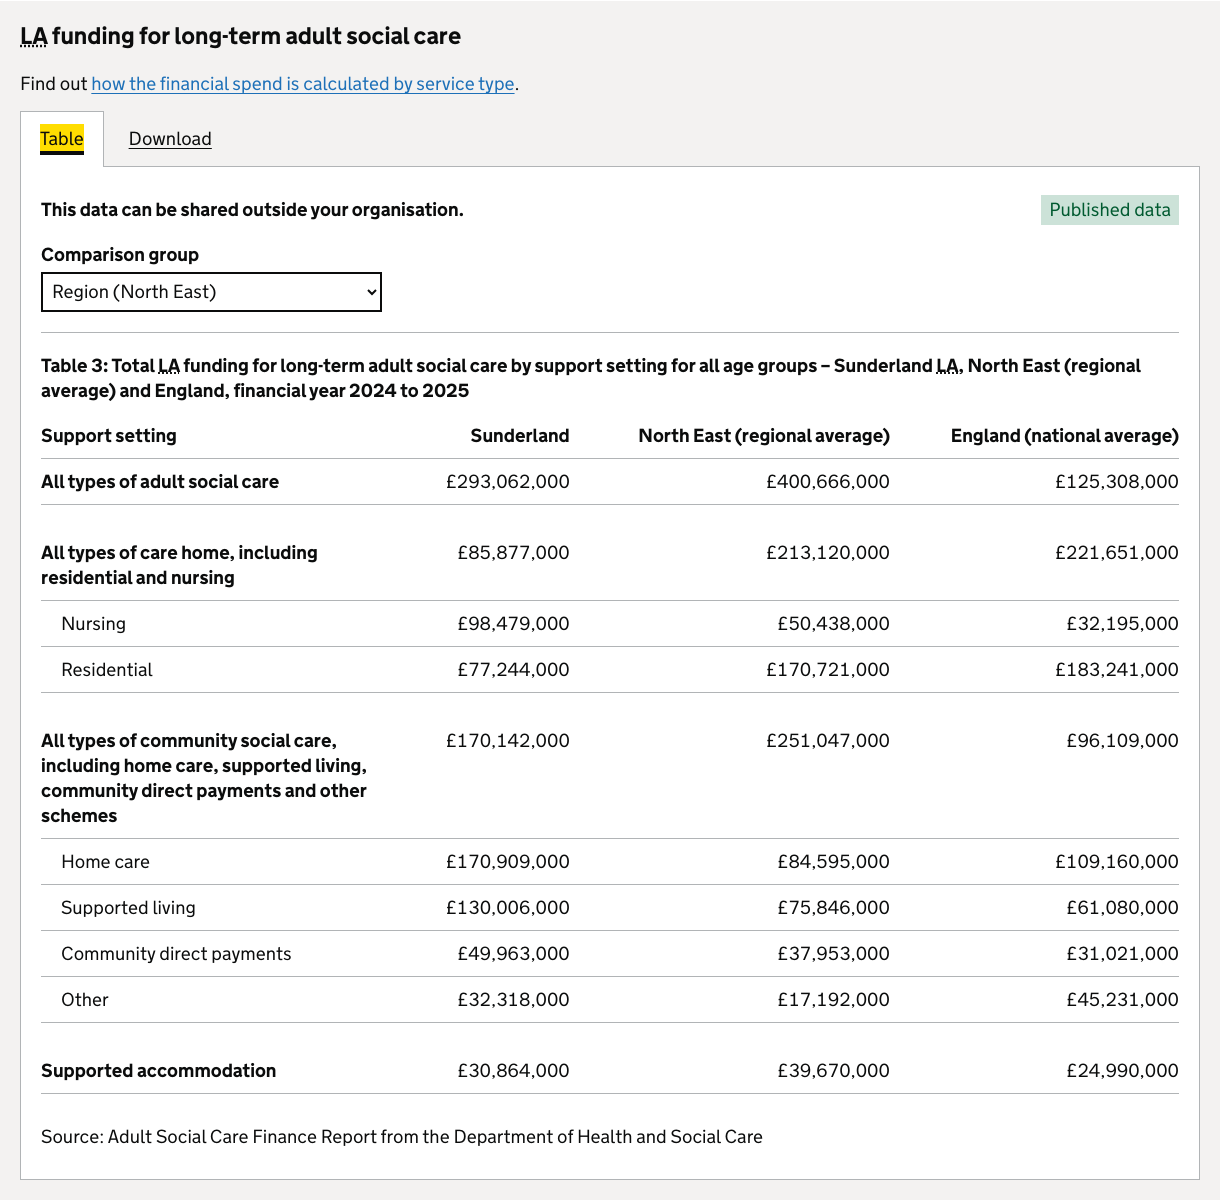 LA funding for long-term adult social care
Find out how the financial spend is calculated by service type.
Table Download
This data can be shared outside your organisation. Published data
Comparison group
Region (North East)
Table 3: Total LA funding for long-term adult social care by support setting for all age groups – Sunderland LA, North East (regional
average) and England, financial year 2024 to 2025
Support setting Sunderland North East (regional average) England (national average)
All types of adult social care £293,062,000 £400,666,000 £125,308,000
All types of care home, including £85,877,000 £213,120,000 £221,651,000
residential and nursing
Nursing £98,479,000 £50,438,000 £32,195,000
Residential £77,244,000 £170,721,000 £183,241,000
All types of community social care, £170,142,000 £251,047,000 £96,109,000
including home care, supported living,
community direct payments and other
schemes
Home care £170,909,000 £84,595,000 £109,160,000
Supported living £130,006,000 £75,846,000 £61,080,000
Community direct payments £49,963,000 £37,953,000 £31,021,000
Other £32,318,000 £17,192,000 £45,231,000
Supported accommodation £30,864,000 £39,670,000 £24,990,000
Source: Adult Social Care Finance Report from the Department of Health and Social Care